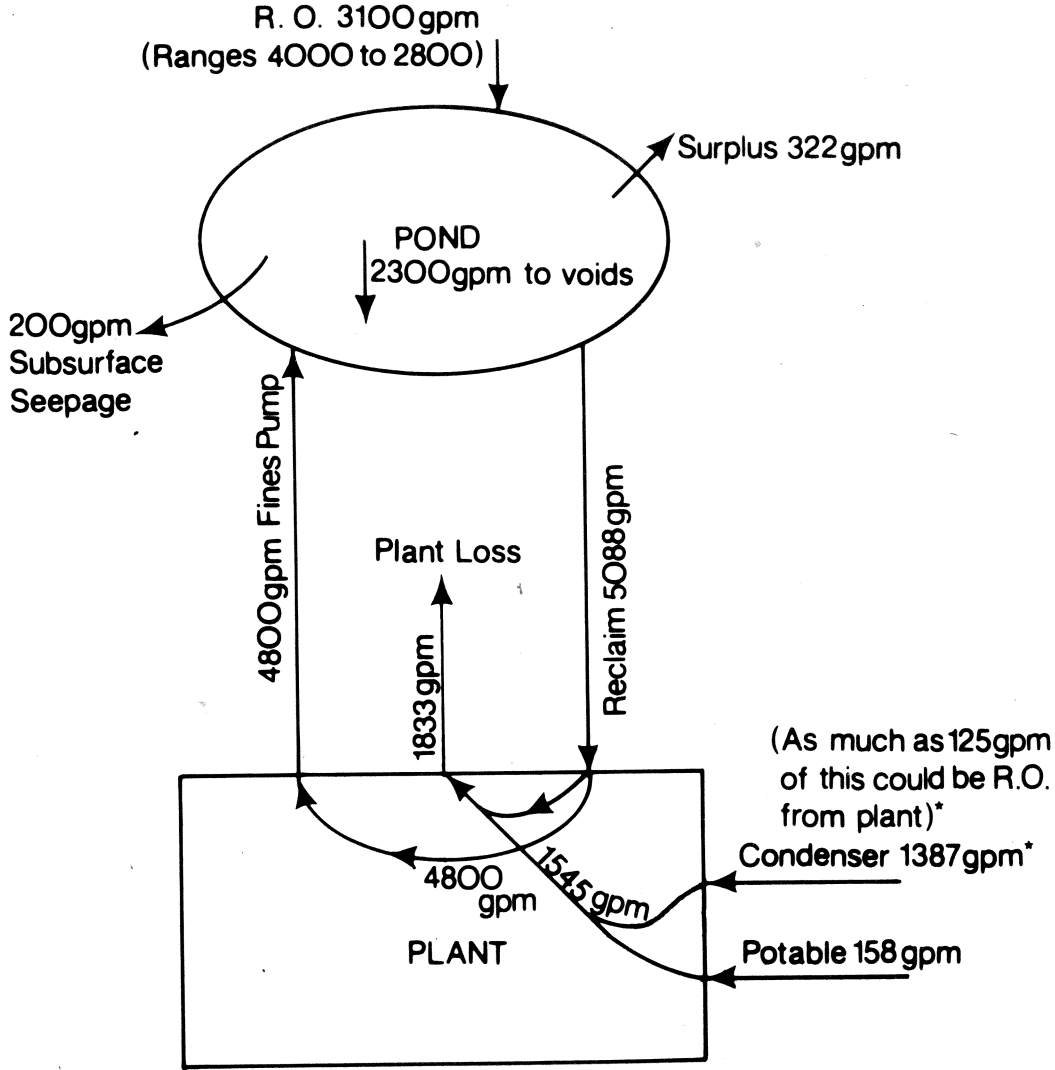 R. O. 3100gpm
(Ranges 4000 to 2800)
Surplus 322gpm
POND
2300gpm to voids
200gpm
Subsurface
Seepage
4800gpm Fines Pump
Plant Loss
1833gpm
Reclaim 5088gpm
(As much as 125gpm
of this could be R.O.
from plant)*
Condenser 1387gpm*
4800
gpm
1545gpm
PLANT
Potable 158gpm